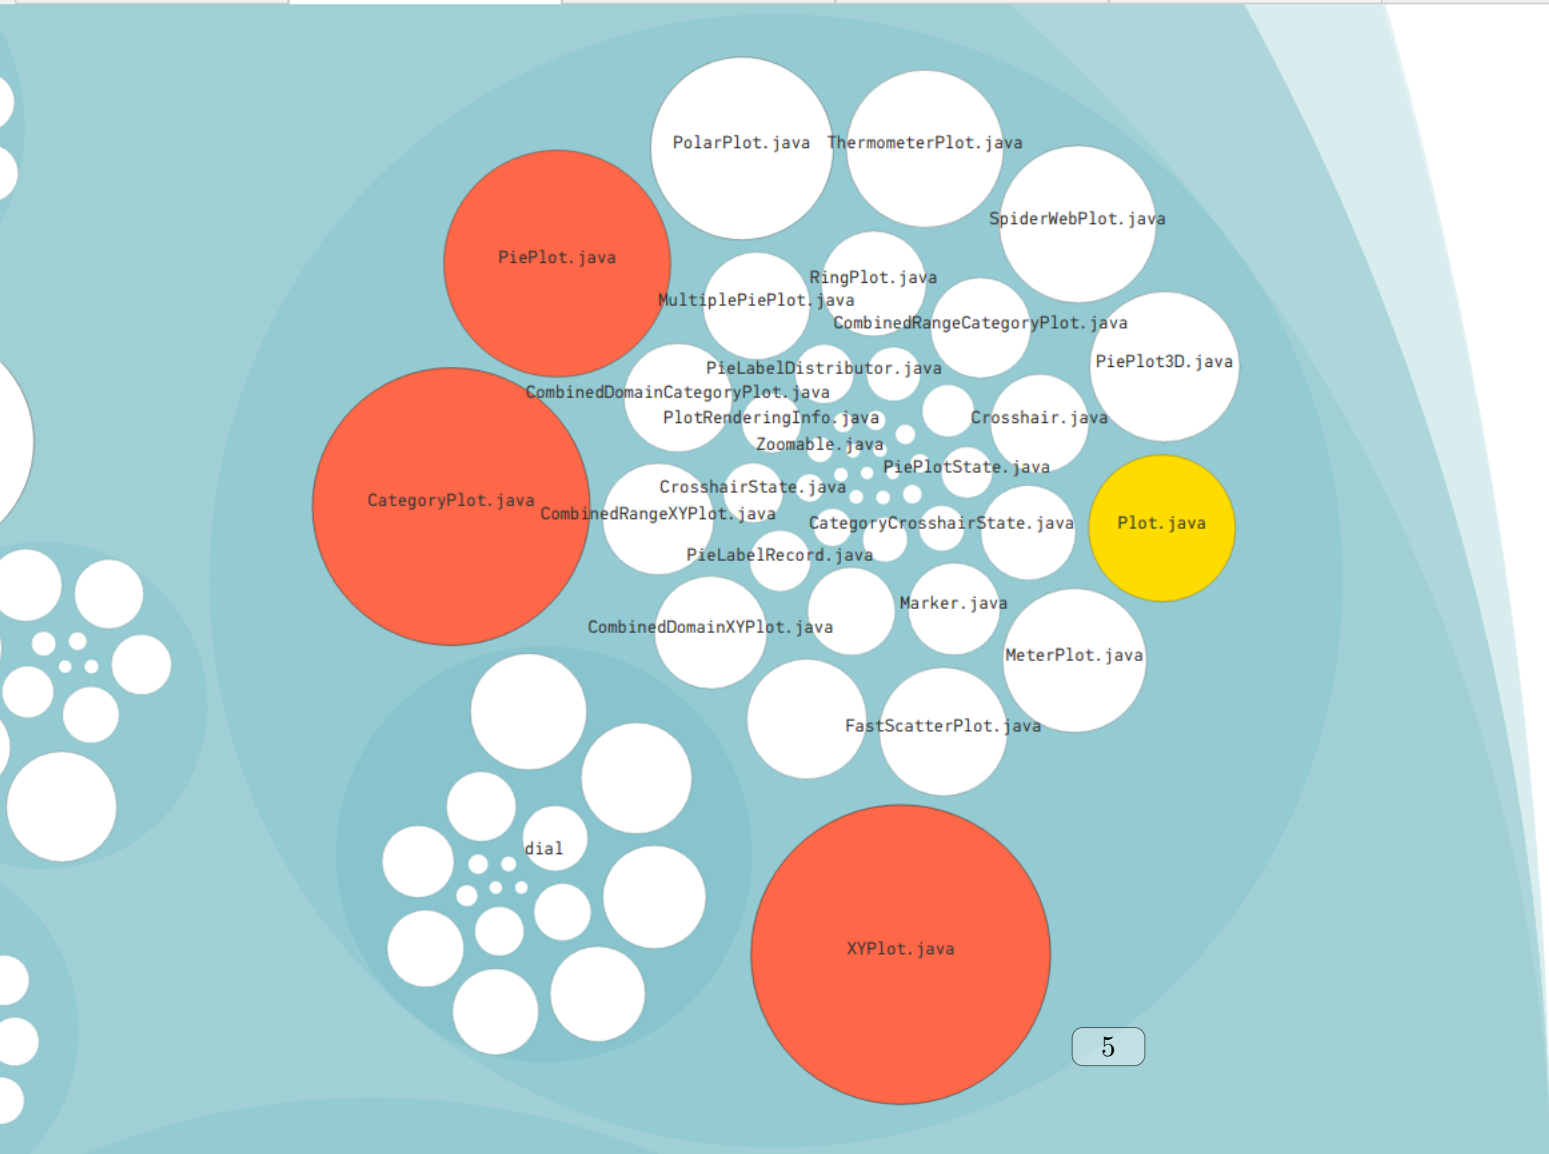 PolarPlot.java
ThermometerPlot.java
SpiderWebPlot.java
PiePlot.java
RingPlot.java
MultiplePiePlot.java
CombinedRangeCategoryPlot.java
PiePlot3D.java
PieLabelDistributor.java
CombinedDomainCategoryPlot.java
PlotRenderingInfo.java
Crosshair.java
Zoomable.java
PiePlotState.java
CrosshairState.java
CategoryPlot.java
CombinedRangeXYPlot.java
CategoryCrosshairState.java
Plot.java
PieLabelRecord.java
Marker.java
CombinedDomainXYPlot.java
MeterPlot.java
FastScatterPlot.java
dial
XYPlot.java
5